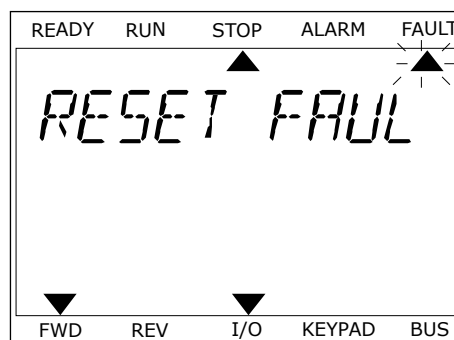 READY RUN STOP ALARM FAULT
RESET FAUL
FWD REV I/O KEYPAD BUS